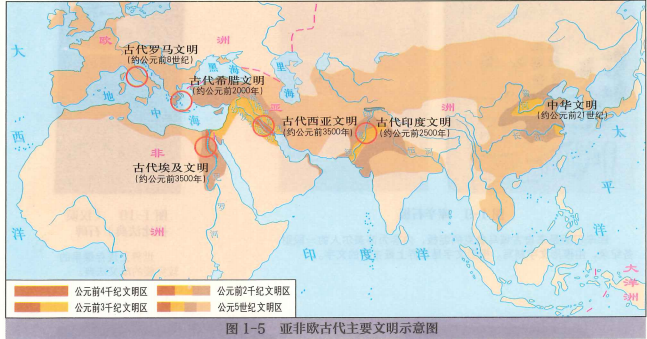 欧
洲
大
古代罗马文明
(约公元前8世纪)
黑
海
里
海
古代希腊文明
(约公元前2000年)
地
中
海
亚
洲
中华文明
(约公元前21世纪)
西
古代西亚文明
(约公元前3500年)
古代印度文明
(约公元前2500年)
太
非
古代埃及文明
(约公元前3500年)
平
洋
洲
印
度
洋
洋
大
洋
洲
公元前4千纪文明区
公元前2千纪文明区
公元前3千纪文明区
公元5世纪文明区
图 1-5 亚非欧古代主要文明示意图